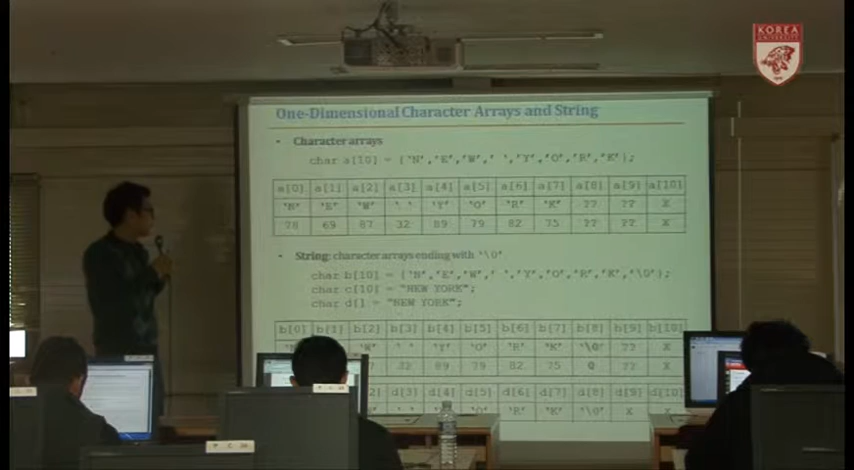 KOREA
UNIVERSITY
One-Dimensional Character Arrays and String
• Character arrays
char a[10] = {'N','E','W',' ','Y','O','R','K'};
a[0] a[1] a[2] a[3] a[4] a[5] a[6] a[7] a[8] a[9] a[10]
'N' 'E' 'W' ' ' 'Y' 'O' 'R' 'K' ?? ?? X
78 69 87 32 89 79 82 75 ?? ?? X
• String: character arrays ending with '\0'
char b[10] = {'N','E','W',' ','Y','O','R','K','\0'};
char c[10] = "NEW YORK";
char d[] = "NEW YORK";
b[0] b[1] b[2] b[3] b[4] b[5] b[6] b[7] b[8] b[9] b[10]
'W' ' ' 'Y' 'O' 'R' 'K' '\0' ?? X
7 32 89 79 82 75 0 ?? X
2] d[3] d[4] d[5] d[6] d[7] d[8] d[9] d[10]
' ' 'Y' 'O' 'R' 'K' '\0' X X